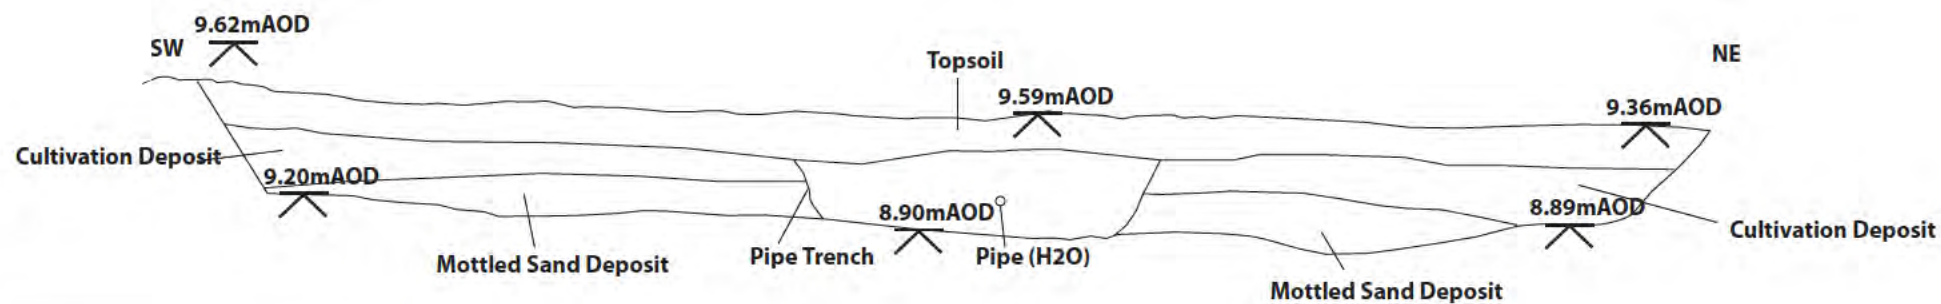 9.62mAOD
SW
Topsoil
NE
9.59mAOD
9.36mAOD
Cultivation Deposit
9.20mAOD
8.90mAOD
8.89mAOD
Cultivation Deposit
Mottled Sand Deposit
Pipe Trench
Pipe (H2O)
Mottled Sand Deposit